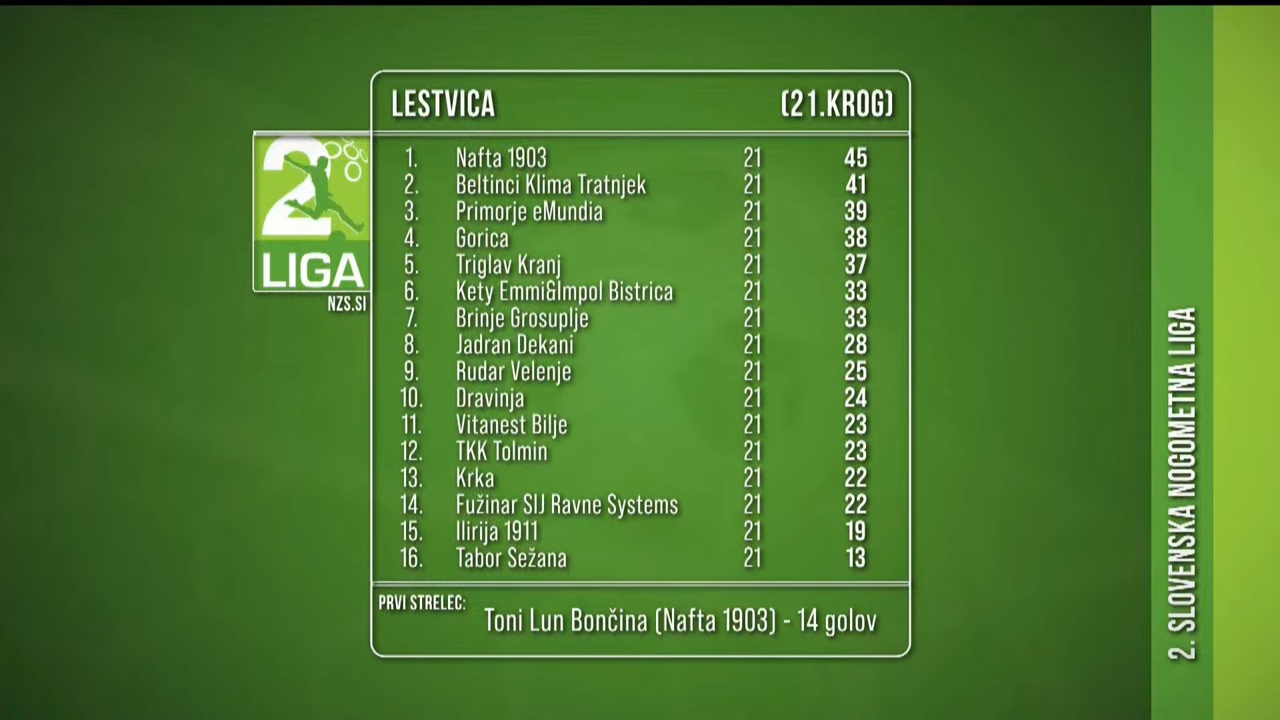 LESTVICA (21.KROG)
2
LIGA
NZS.SI
1. Nafta 1903 21 45
2. Beltinci Klima Tratnjek 21 41
3. Primorje eMundia 21 39
4. Gorica 21 38
5. Triglav Kranj 21 37
6. Kety Emmi&Impol Bistrica 21 33
7. Brinje Grosuplje 21 33
8. Jadran Dekani 21 28
9. Rudar Velenje 21 25
10. Dravinja 21 24
11. Vitanest Bilje 21 23
12. TKK Tolmin 21 23
13. Krka 21 22
14. Fužinar SIJ Ravne Systems 21 22
15. Ilirija 1911 21 19
16. Tabor Sežana 21 13
PRVI STRELEC:
Toni Lun Bončina (Nafta 1903) - 14 golov
2. SLOVENSKA NOGOMETNA LIGA